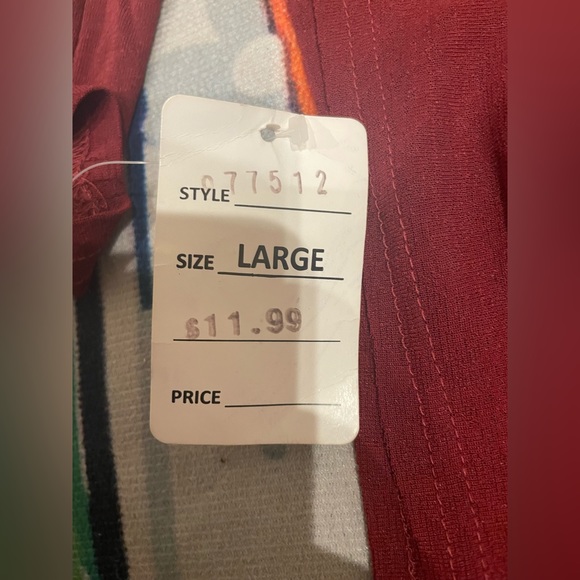 STYLE 077512
SIZE LARGE
$11.99
PRICE